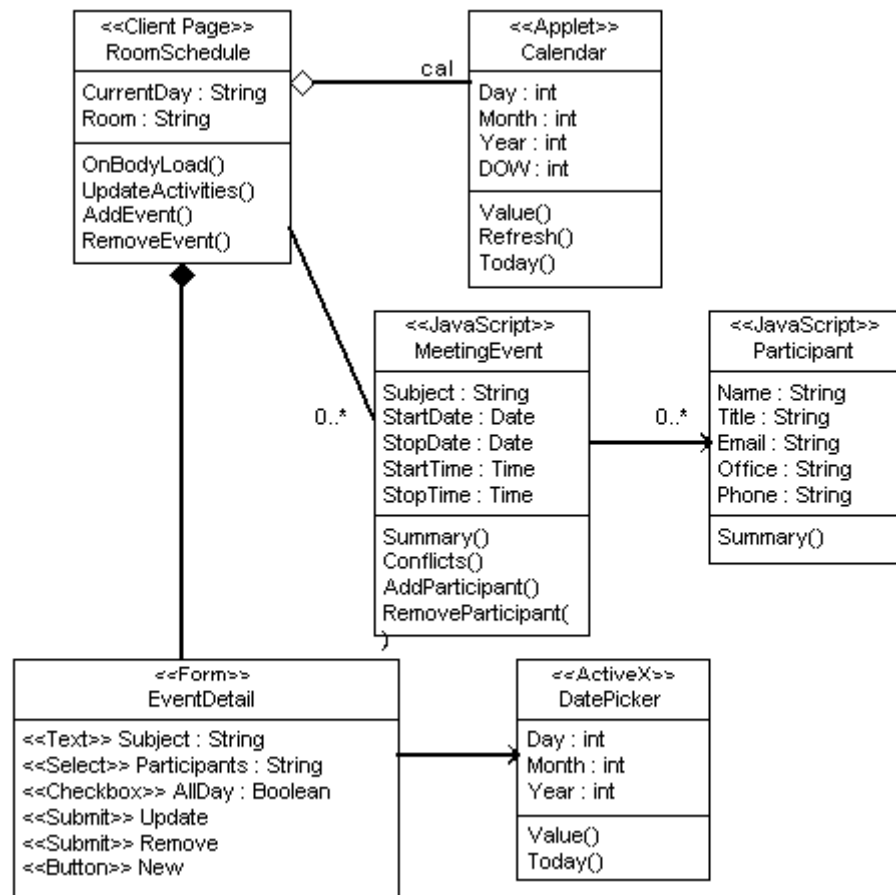 <<Client Page>>
RoomSchedule
CurrentDay : String
Room : String
OnBodyLoad()
UpdateActivities()
AddEvent()
RemoveEvent()
cal
<<Applet>>
Calendar
Day : int
Month : int
Year : int
DOW : int
Value()
Refresh()
Today()
0..*
<<JavaScript>>
MeetingEvent
Subject : String
StartDate : Date
StopDate : Date
StartTime : Time
StopTime : Time
Summary()
Conflicts()
AddParticipant()
RemoveParticipant(
)
0..*
<<JavaScript>>
Participant
Name : String
Title : String
Email : String
Office : String
Phone : String
Summary()
<<Form>>
EventDetail
<<Text>> Subject : String
<<Select>> Participants : String
<<Checkbox>> AllDay : Boolean
<<Submit>> Update
<<Submit>> Remove
<<Button>> New
<<ActiveX>>
DatePicker
Day : int
Month : int
Year : int
Value()
Today()